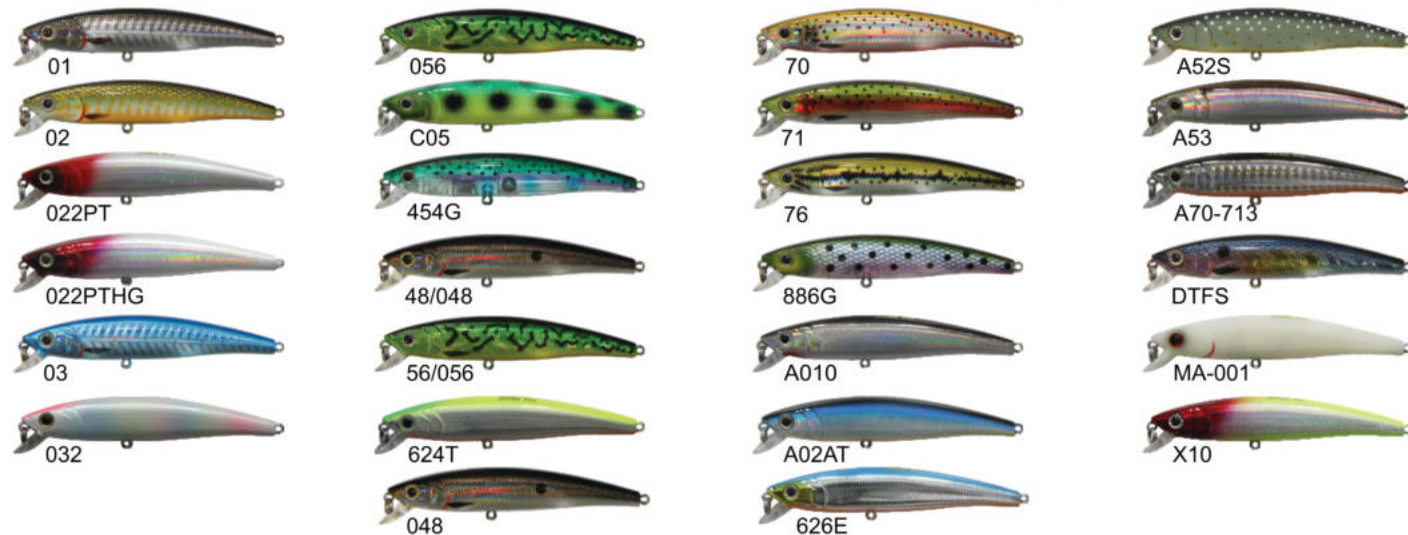 01
02
022PT
022PTHG
03
032
056
C05
454G
48/048
56/056
624T
048
70
71
76
886G
A010
A02AT
626E
A52S
A53
A70-713
DTFS
MA-001
X10